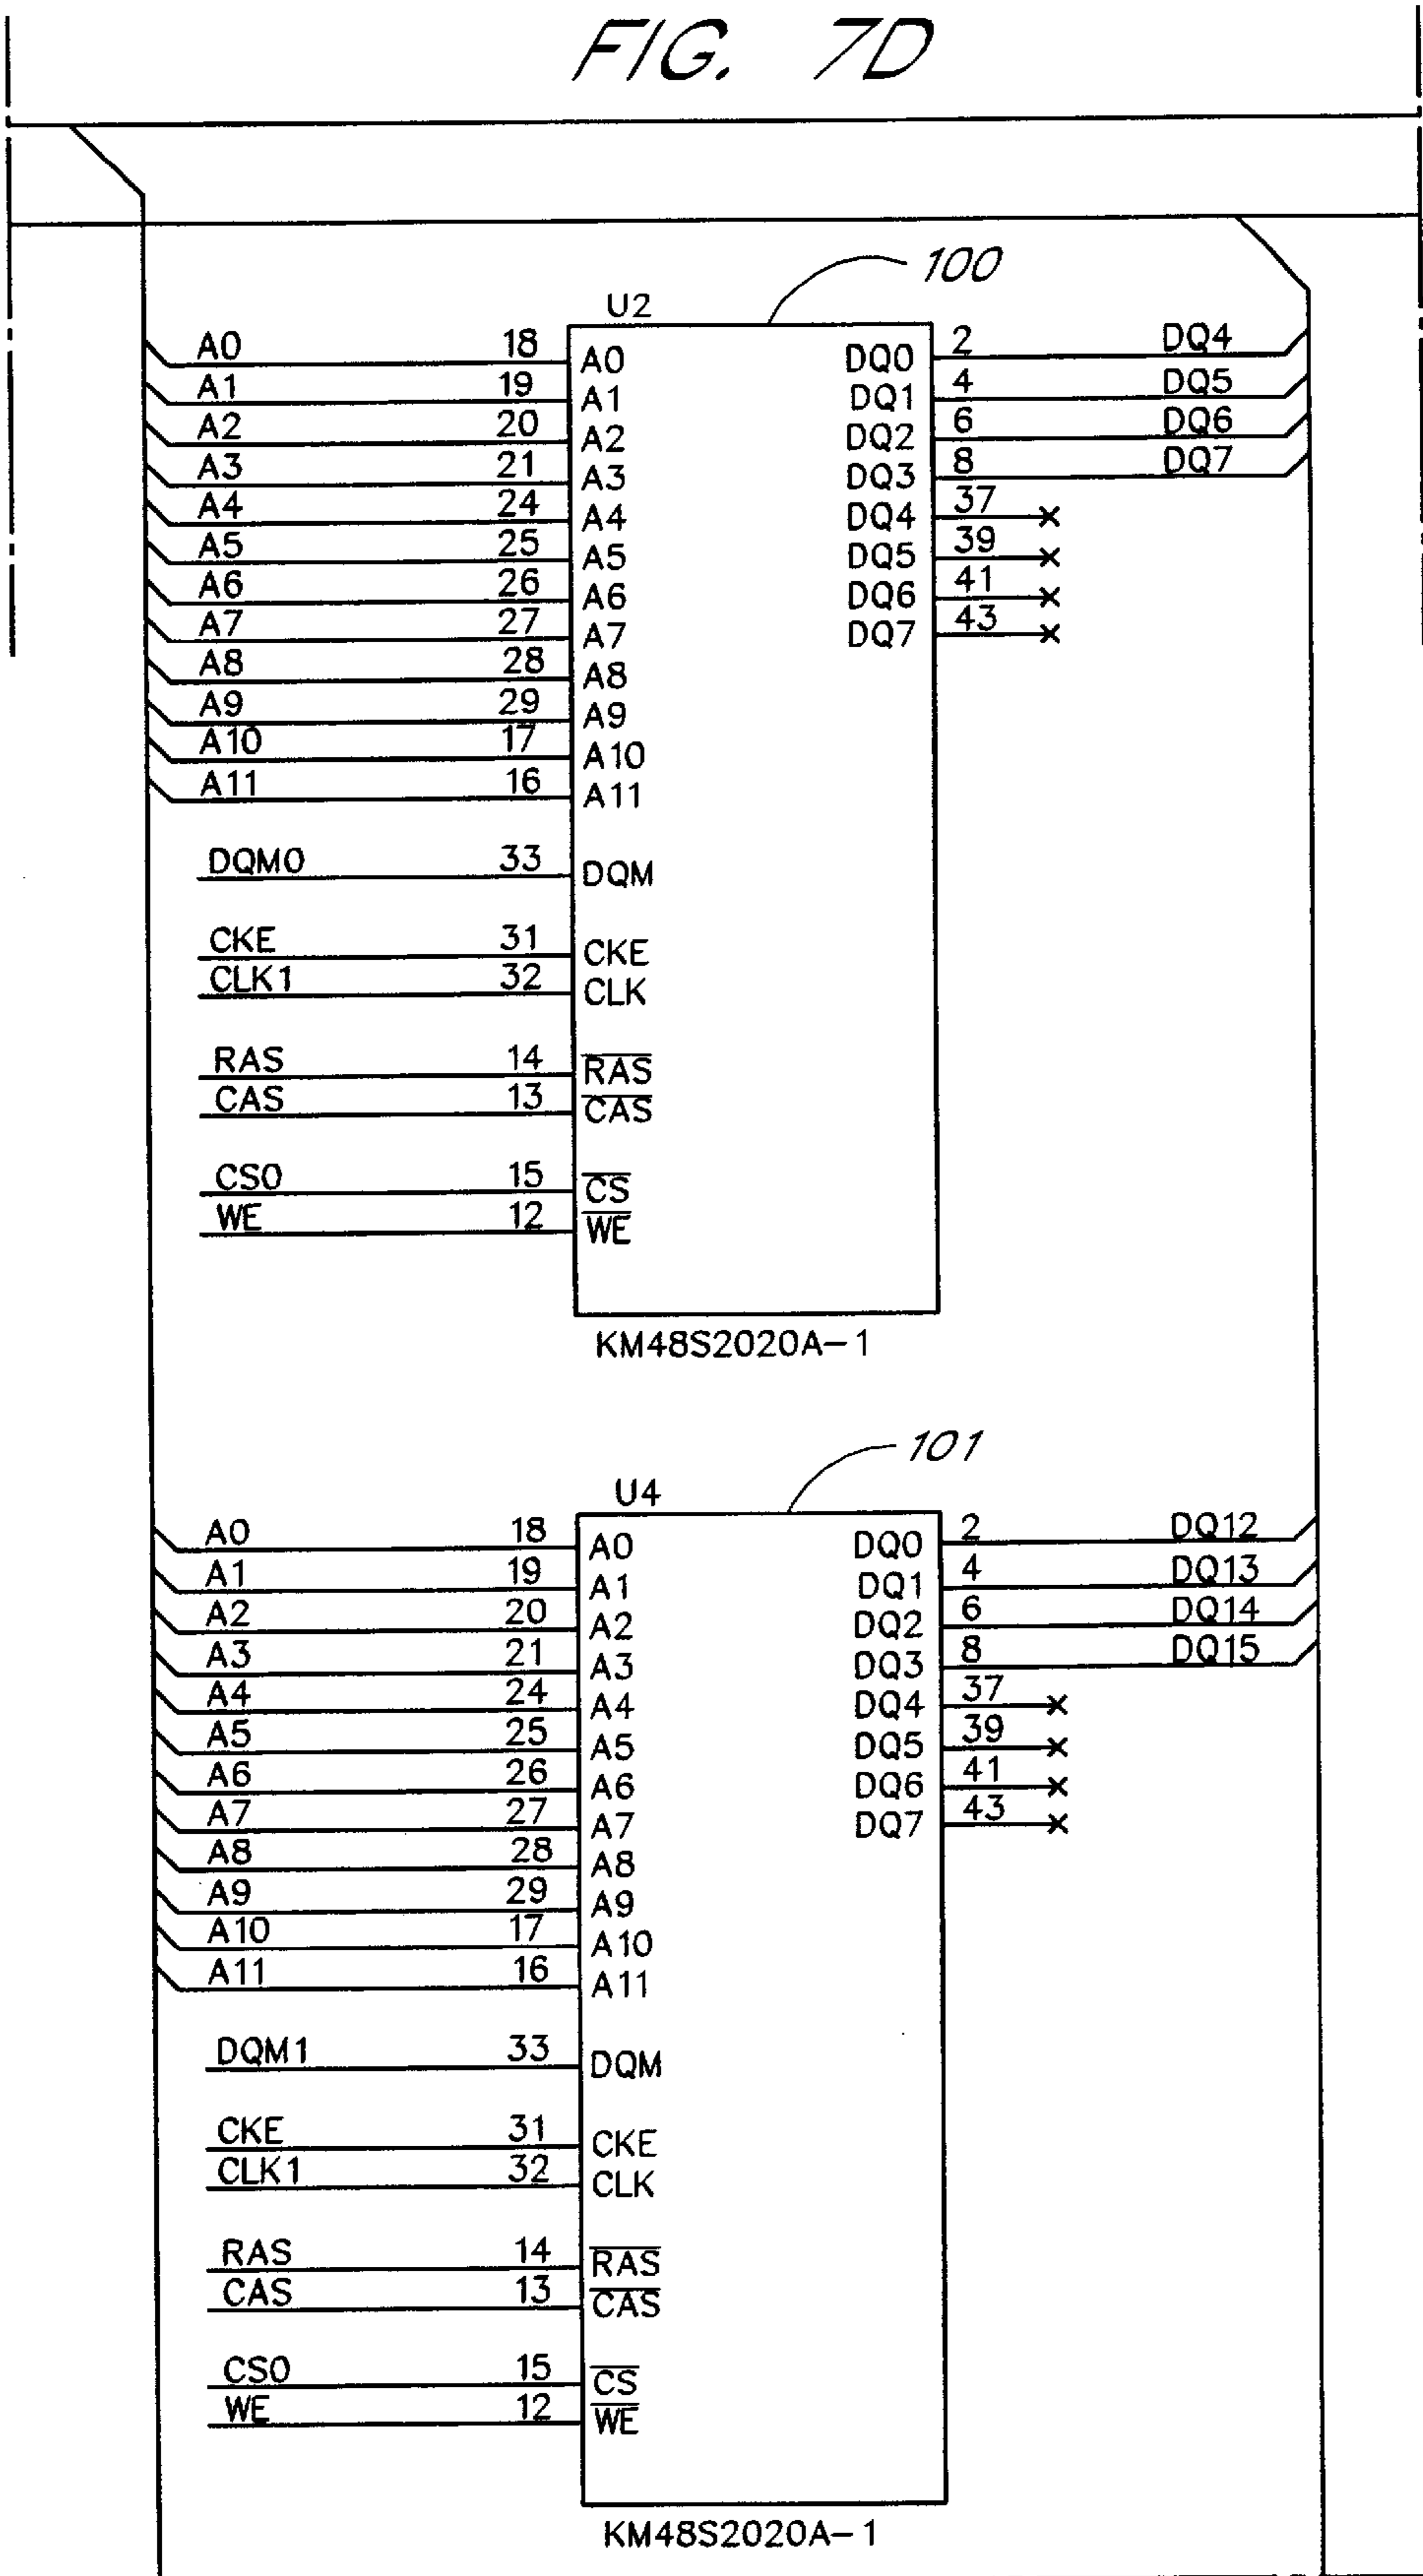 FIG. 7D
100
U2
A0 18 A0 DQ0 2 DQ4
A1 19 A1 DQ1 4 DQ5
A2 20 A2 DQ2 6 DQ6
A3 21 A3 DQ3 8 DQ7
A4 24 A4 DQ4 37
A5 25 A5 DQ5 39
A6 26 A6 DQ6 41
A7 27 A7 DQ7 43
A8 28 A8
A9 29 A9
A10 17 A10
A11 16 A11
DQM0 33 DQM
CKE 31 CKE
CLK1 32 CLK
RAS 14 R̅A̅S̅
CAS 13 C̅A̅S̅
CS0 15 C̅S̅
WE 12 W̅E̅
KM48S2020A-1
101
U4
A0 18 A0 DQ0 2 DQ12
A1 19 A1 DQ1 4 DQ13
A2 20 A2 DQ2 6 DQ14
A3 21 A3 DQ3 8 DQ15
A4 24 A4 DQ4 37
A5 25 A5 DQ5 39
A6 26 A6 DQ6 41
A7 27 A7 DQ7 43
A8 28 A8
A9 29 A9
A10 17 A10
A11 16 A11
DQM1 33 DQM
CKE 31 CKE
CLK1 32 CLK
RAS 14 R̅A̅S̅
CAS 13 C̅A̅S̅
CS0 15 C̅S̅
WE 12 W̅E̅
KM48S2020A-1